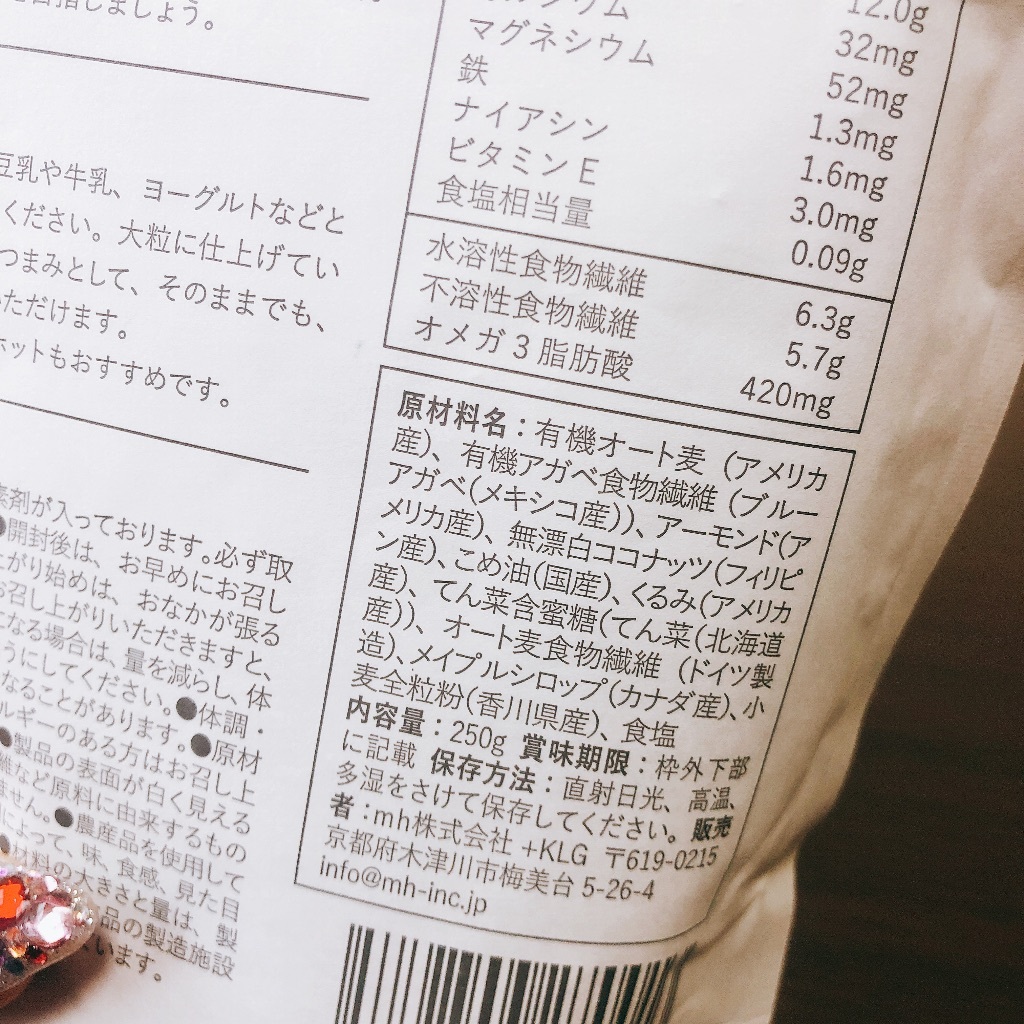 を目指しましょう。
豆乳や牛乳、ヨーグルトなどと
ください。大粒に仕上げてい
つまみとして、そのままでも、
いただけます。
ホットもおすすめです。
素剤が入っております。必ず取
●開封後は、お早めにお召し
上がり始めは、おなかが張る
お召し上がりいただきますと、
になる場合は、量を減らし、体
うにしてください。●体調・
なることがあります。●原材
ルギーのある方はお召し上
●製品の表面が白く見える
維など原料に由来するもの
ません。●農産品を使用して
によって、味、食感、見た目
材料の大きさと量は、製
品の製造施設
います。
12.0g
マグネシウム 32mg
鉄 52mg
ナイアシン 1.3mg
ビタミンE 1.6mg
食塩相当量 3.0mg
0.09g
水溶性食物繊維 6.3g
不溶性食物繊維 5.7g
オメガ3脂肪酸 420mg
原材料名：有機オート麦（アメリカ
産）、有機アガベ食物繊維（ブルー
アガベ（メキシコ産））、アーモンド（ア
メリカ産）、無漂白ココナッツ（フィリピ
ン産）、こめ油（国産）、くるみ（アメリカ
産）、てん菜含蜜糖（てん菜（北海道
産））、オート麦食物繊維（ドイツ製
造）、メイプルシロップ（カナダ産）、小
麦全粒粉（香川県産）、食塩
内容量：250g 賞味期限：枠外下部
に記載 保存方法：直射日光、高温、
多湿をさけて保存してください。販売
者：mh株式会社 +KLG 〒619-0215
京都府木津川市梅美台 5-26-4
info@mh-inc.jp